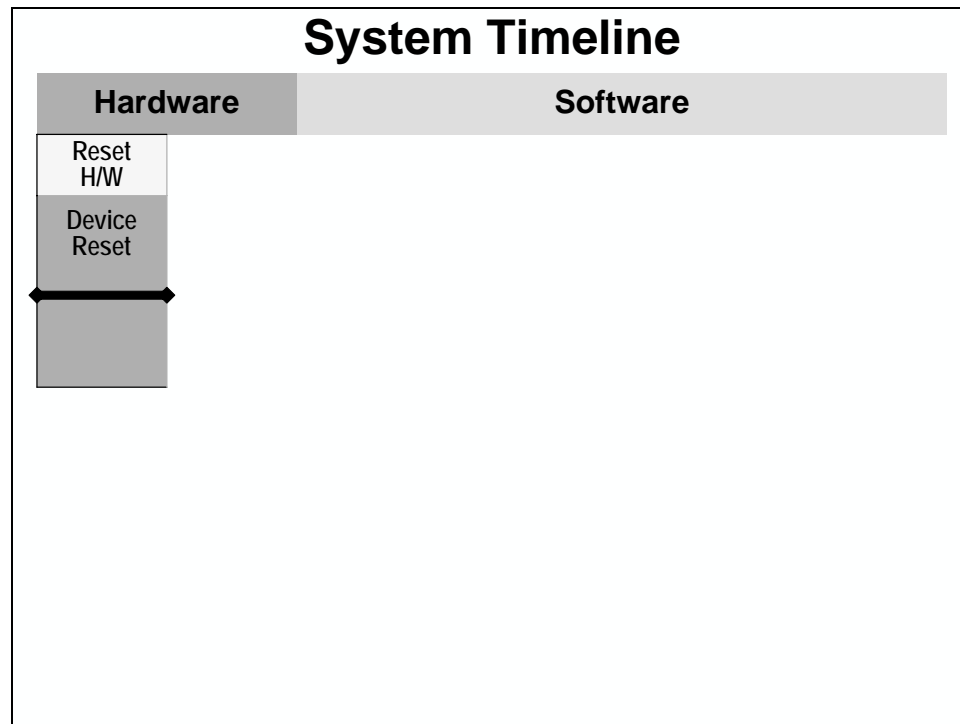 System Timeline
Hardware
Software
Reset
H/W
Device
Reset